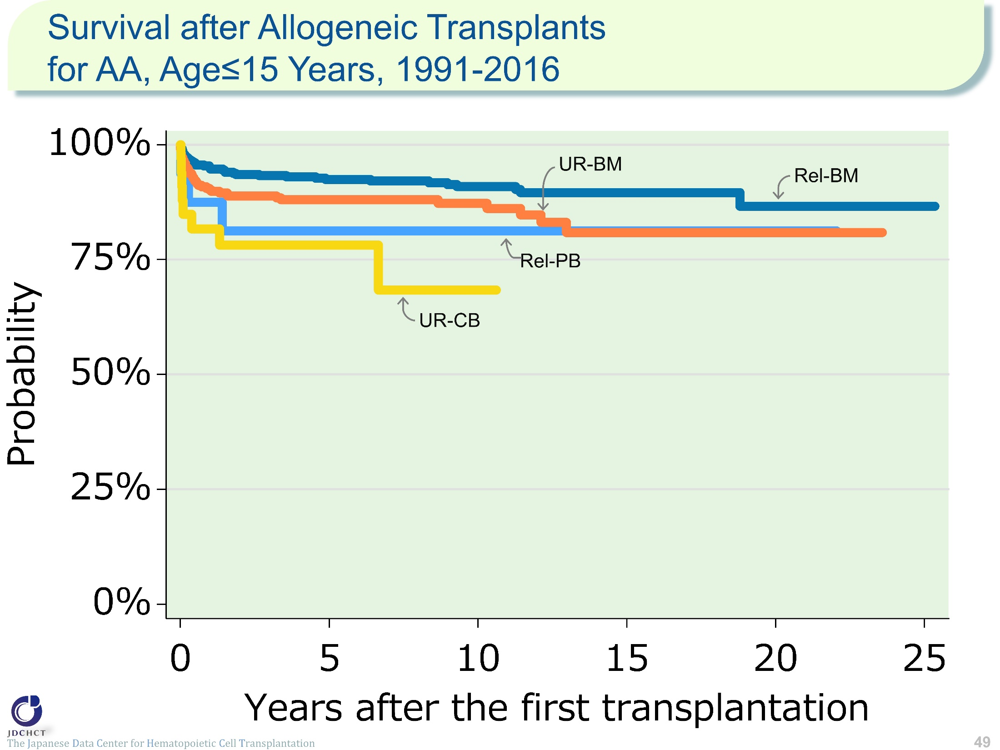 Survival after Allogeneic Transplants
for AA, Age≤15 Years, 1991-2016
100%
75%
50%
25%
0%
Probability
UR-BM
Rel-BM
Rel-PB
UR-CB
0 5 10 15 20 25
Years after the first transplantation
JDCHCT
The Japanese Data Center for Hematopoietic Cell Transplantation
49